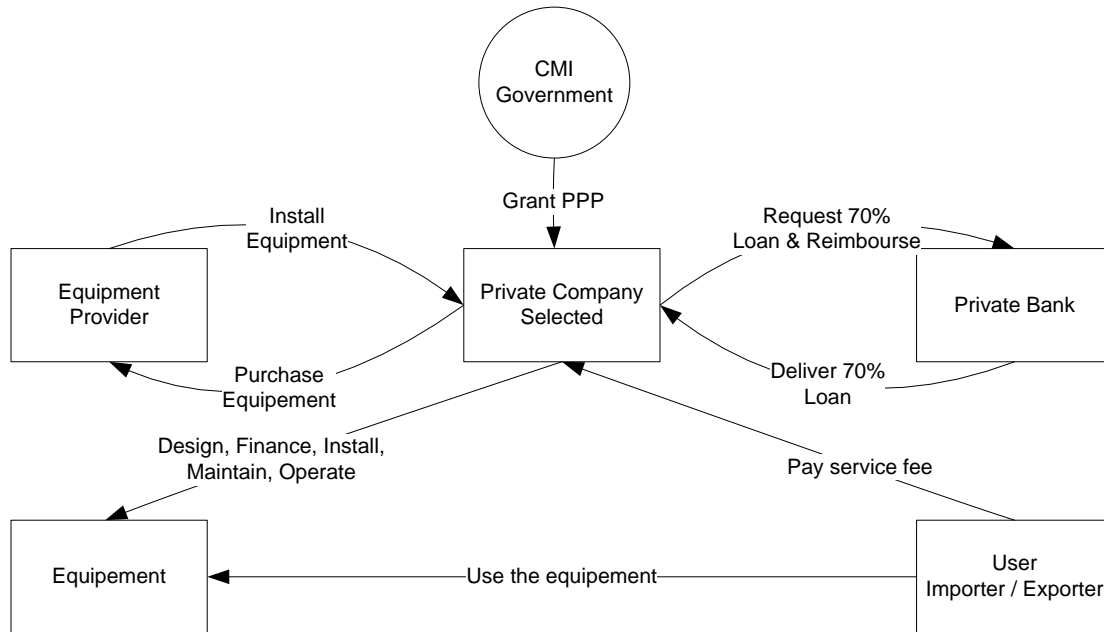 CMI
Government
Grant PPP
Install
Equipment
Request 70%
Loan & Reimbourse
Equipment
Provider
Private Company
Selected
Private Bank
Purchase
Equipement
Deliver 70%
Loan
Design, Finance, Install,
Maintain, Operate
Pay service fee
Equipement
Use the equipement
User
Importer / Exporter